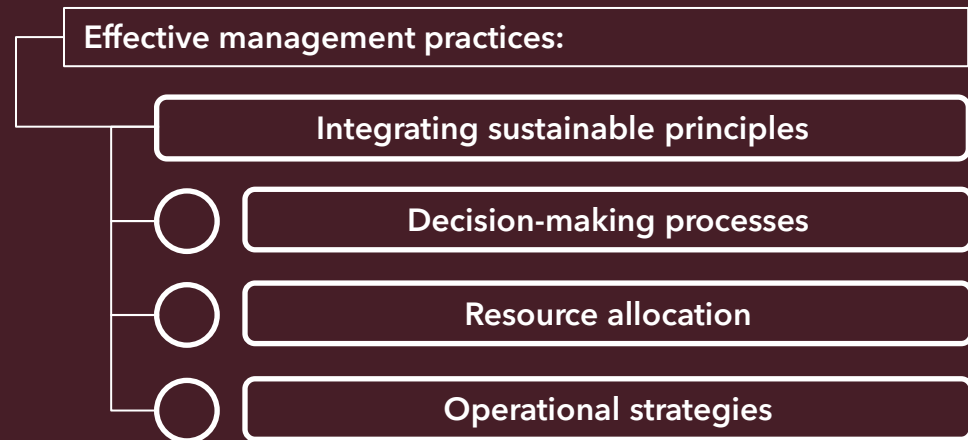 Effective management practices:
Integrating sustainable principles
Decision-making processes
Resource allocation
Operational strategies